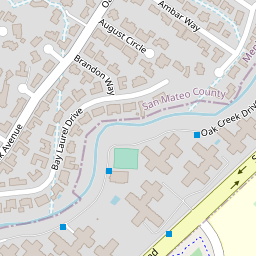 Ambar Way
August Circle
Brandon Way
San Mateo County
Bay Laurel Drive
Avenue
Oak Creek Drive